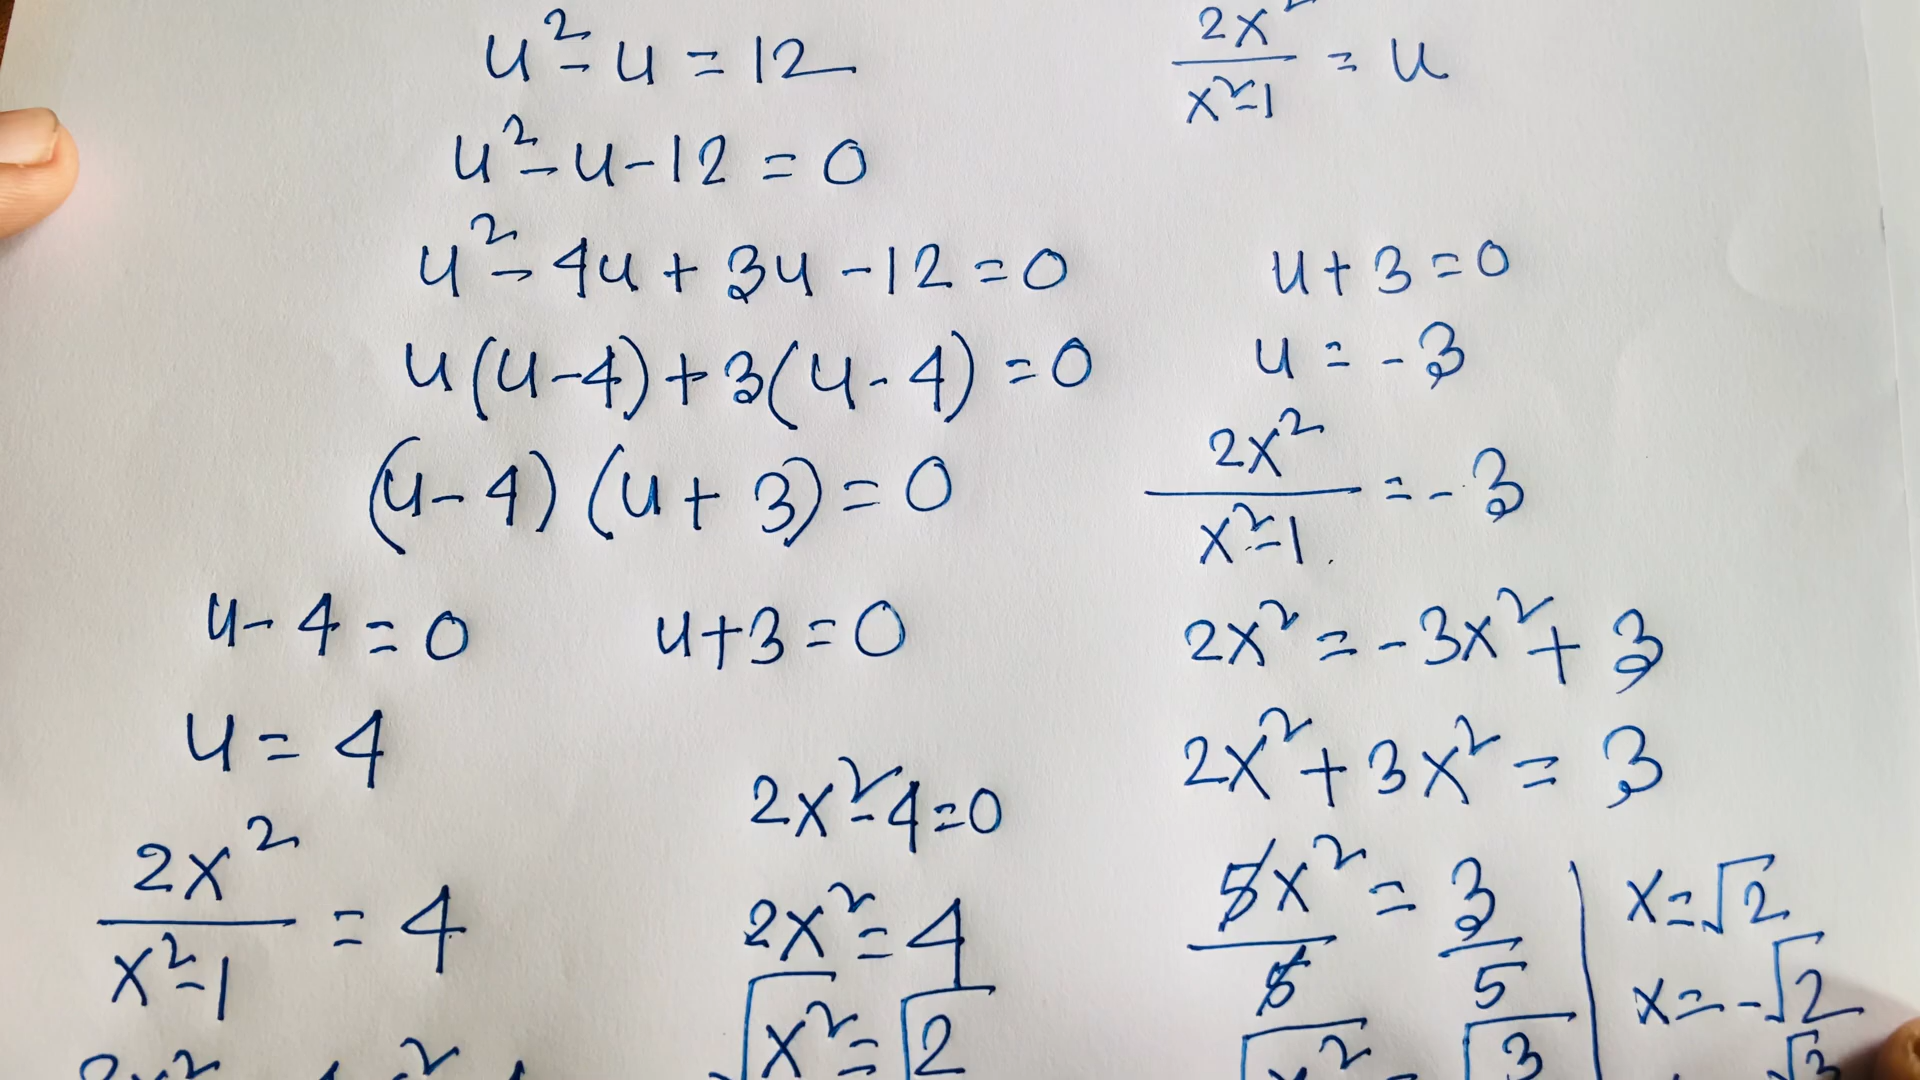 u² - u = 12
2x² / x² - 1 = u
u² - u - 12 = 0
u² - 4u + 3u - 12 = 0
u(u - 4) + 3(u - 4) = 0
(u - 4) (u + 3) = 0
u - 4 = 0
u + 3 = 0
u = 4
2x² / x² - 1 = 4
2x² - 4 = 0
2x² = 4
√x² = √2
u + 3 = 0
u = -3
2x² / x² - 1 = -3
2x² = -3x² + 3
2x² + 3x² = 3
5x² / 5 = 3 / 5
x = √2
x = -√2